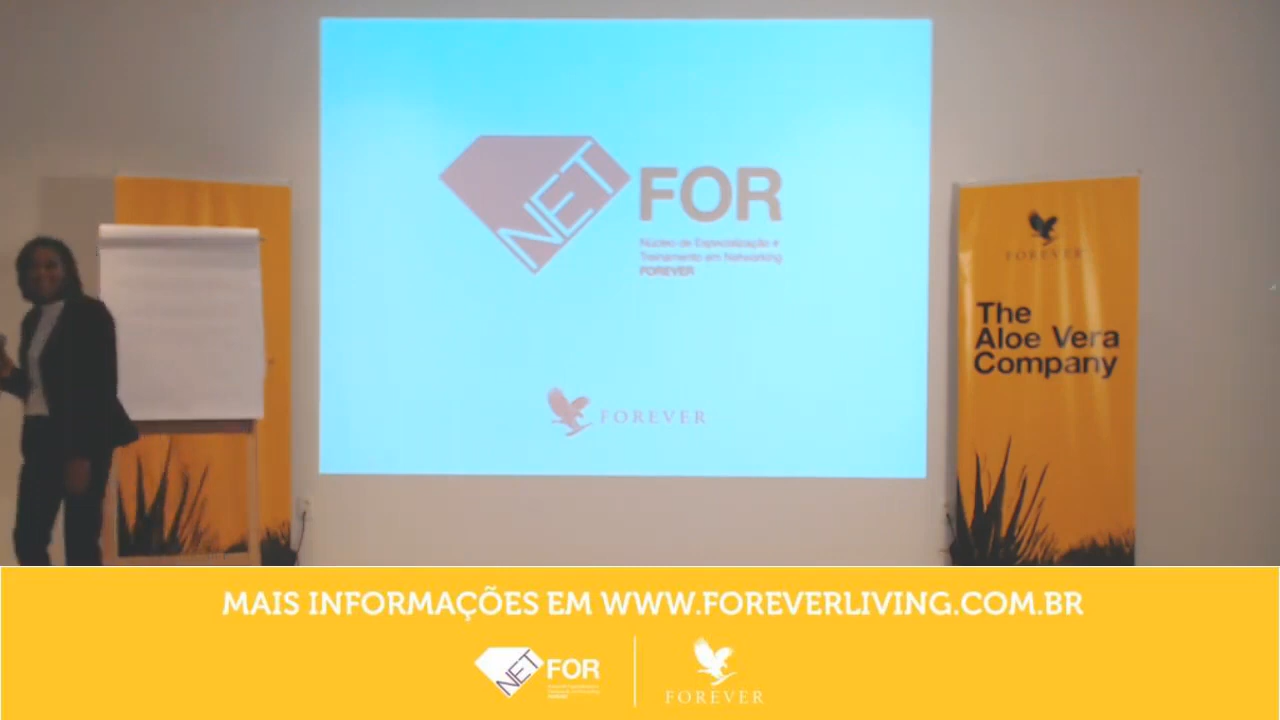 NET
FOR
Núcleo de Especialização e
Treinamento em Networking
FOREVER
FOREVER
FOREVER
The
Aloe Vera
Company
MAIS INFORMAÇÕES EM WWW.FOREVERLIVING.COM.BR
NET
FOR
FOREVER